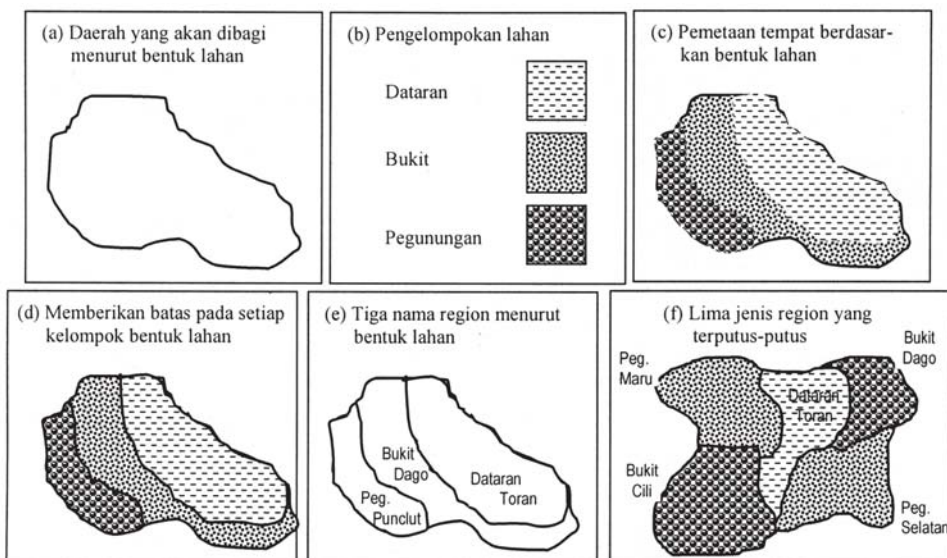 (a) Daerah yang akan dibagi
menurut bentuk lahan
(b) Pengelompokan lahan
Dataran
Bukit
Pegunungan
(c) Pemetaan tempat berdasar-
kan bentuk lahan
(d) Memberikan batas pada setiap
kelompok bentuk lahan
(e) Tiga nama region menurut
bentuk lahan
Bukit
Dago
Peg.
Punclut
Dataran
Toran
(f) Lima jenis region yang
terputus-putus
Peg.
Maru
Bukit
Dago
Dataran
Toran
Bukit
Cili
Peg.
Selatan